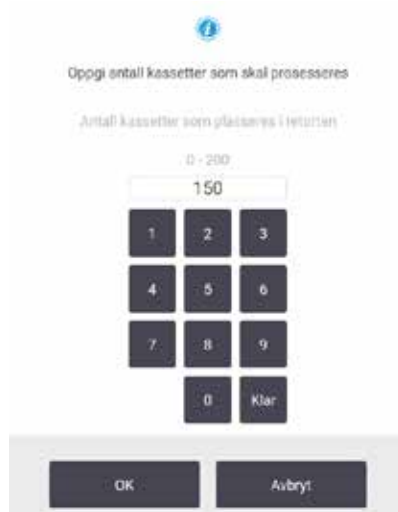 Oppgi antall kassetter som skal prosesseres
Antall kassetter som plasseres i retorten
0 - 200
150
1 2 3
4 5 6
7 8 9
0 Klar
OK Avbryt